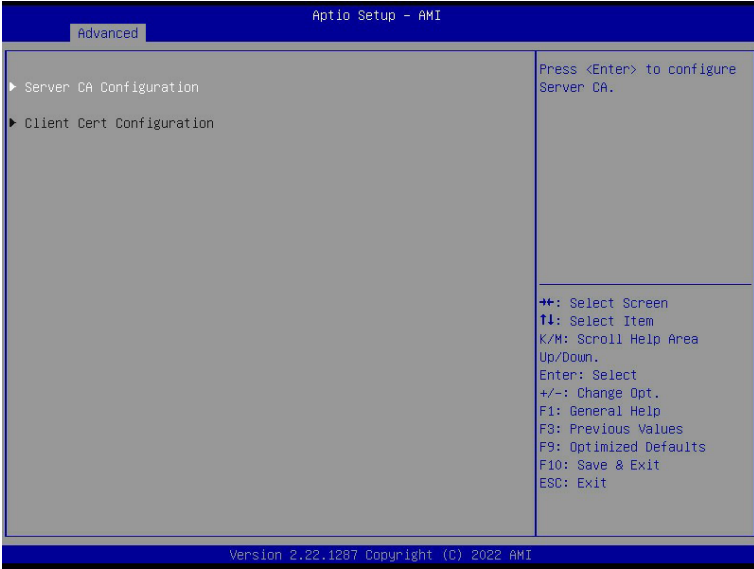 Aptio Setup – AMI
Advanced
▶ Server CA Configuration
▶ Client Cert Configuration
Press <Enter> to configure
Server CA.
→←: Select Screen
↑↓: Select Item
K/M: Scroll Help Area
Up/Down.
Enter: Select
+/-: Change Opt.
F1: General Help
F3: Previous Values
F9: Optimized Defaults
F10: Save & Exit
ESC: Exit
Version 2.22.1287 Copyright (C) 2022 AMI